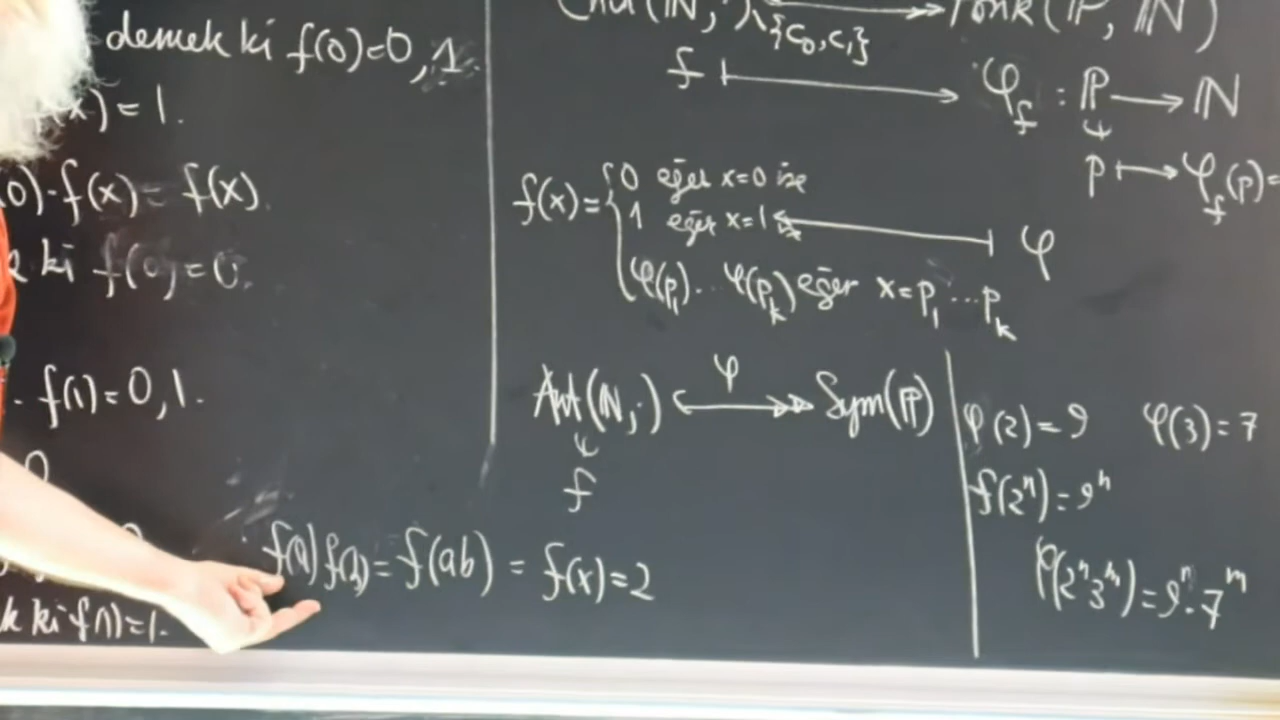 demek ki f(0)=0,1.
x)=1.
0)·f(x)=f(x).
ki f(0)=0.
. f(1)=0,1.
0
f(a)f(b)=f(ab)=f(x)=2
k ki f(1)=1.
(ℕ,·)\{c₀,c₁} → Fonk(ℙ,ℕ)
f ⟼ φ_f : ℙ → ℕ
p ⟼ φ_f(p)=
f(x)={0 eğer x=0 ise
1 eğer x=1 ise ⟵ φ
φ(p₁)..φ(p_k) eğer x=p₁...p_k
Aut(ℕ,·) ↔ φ Sym(ℙ)
f
φ(2)=9 φ(3)=7
f(2ⁿ)=9ⁿ
φ(2ⁿ3ᵐ)=9ⁿ·7ᵐ